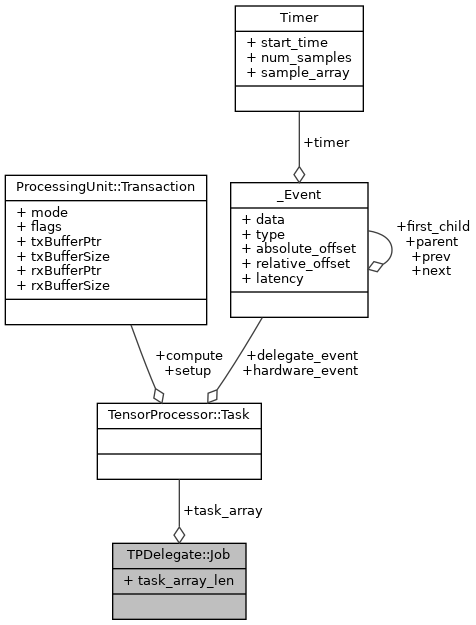 Timer
+ start_time
+ num_samples
+ sample_array
+timer
ProcessingUnit::Transaction
+ mode
+ flags
+ txBufferPtr
+ txBufferSize
+ rxBufferPtr
+ rxBufferSize
_Event
+ data
+ type
+ absolute_offset
+ relative_offset
+ latency
+first_child
+parent
+prev
+next
+compute
+setup
+delegate_event
+hardware_event
TensorProcessor::Task
+task_array
TPDelegate::Job
+ task_array_len